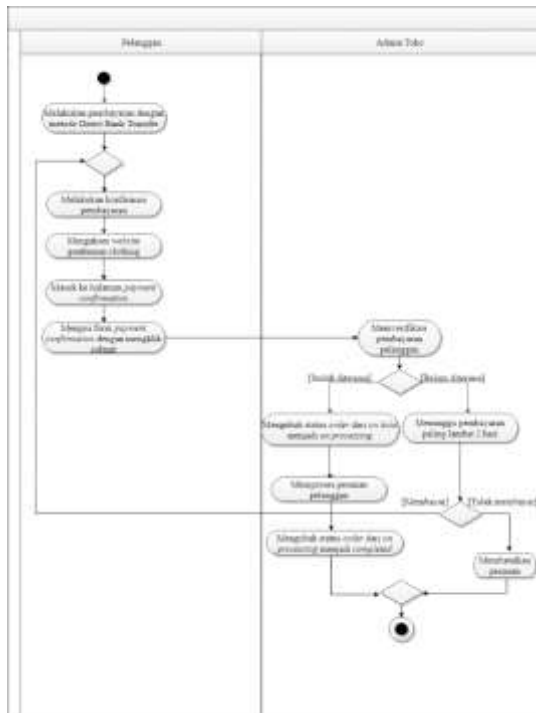 Pelanggan
Admin Toko
Melakukan pembayaran dengan
metode Direct Bank Transfer
Melakukan konfirmasi
pembayaran
Mengakses website
clothing
Masuk ke halaman payment
confirmation
Mengisi form payment
confirmation dengan mengklik
submit
Memverifikasi
pembayaran
pelanggan
[Sudah diterima]
[Belum diterima]
Mengubah status order dari on hold
menjadi on processing
Menunggu pembayaran
paling lambat 2 hari
Memproses pesanan
pelanggan
[Membayar]
[Tidak membayar]
Mengubah status order dari on
processing menjadi completed
Membatalkan
pesanan